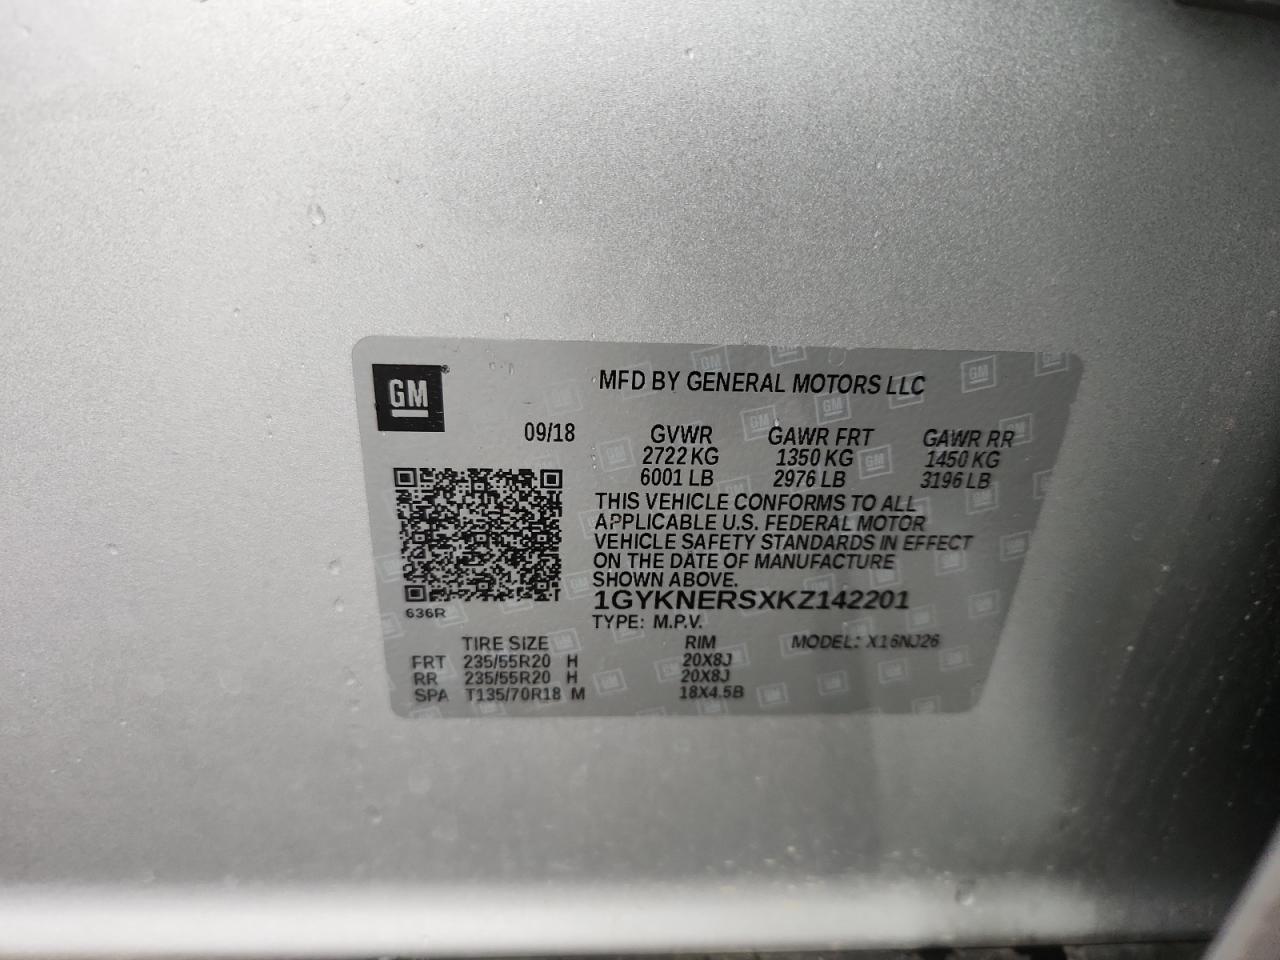 GM
MFD BY GENERAL MOTORS LLC
09/18 GVWR GAWR FRT GAWR RR
2722 KG 1350 KG 1450 KG
6001 LB 2976 LB 3196 LB
THIS VEHICLE CONFORMS TO ALL
APPLICABLE U.S. FEDERAL MOTOR
VEHICLE SAFETY STANDARDS IN EFFECT
ON THE DATE OF MANUFACTURE
SHOWN ABOVE.
1GYKNERSXKZ142201
636R
TYPE: M.P.V.
TIRE SIZE RIM MODEL: X16NJ26
FRT 235/55R20 H 20X8J
RR 235/55R20 H 20X8J
SPA T135/70R18 M 18X4.5B